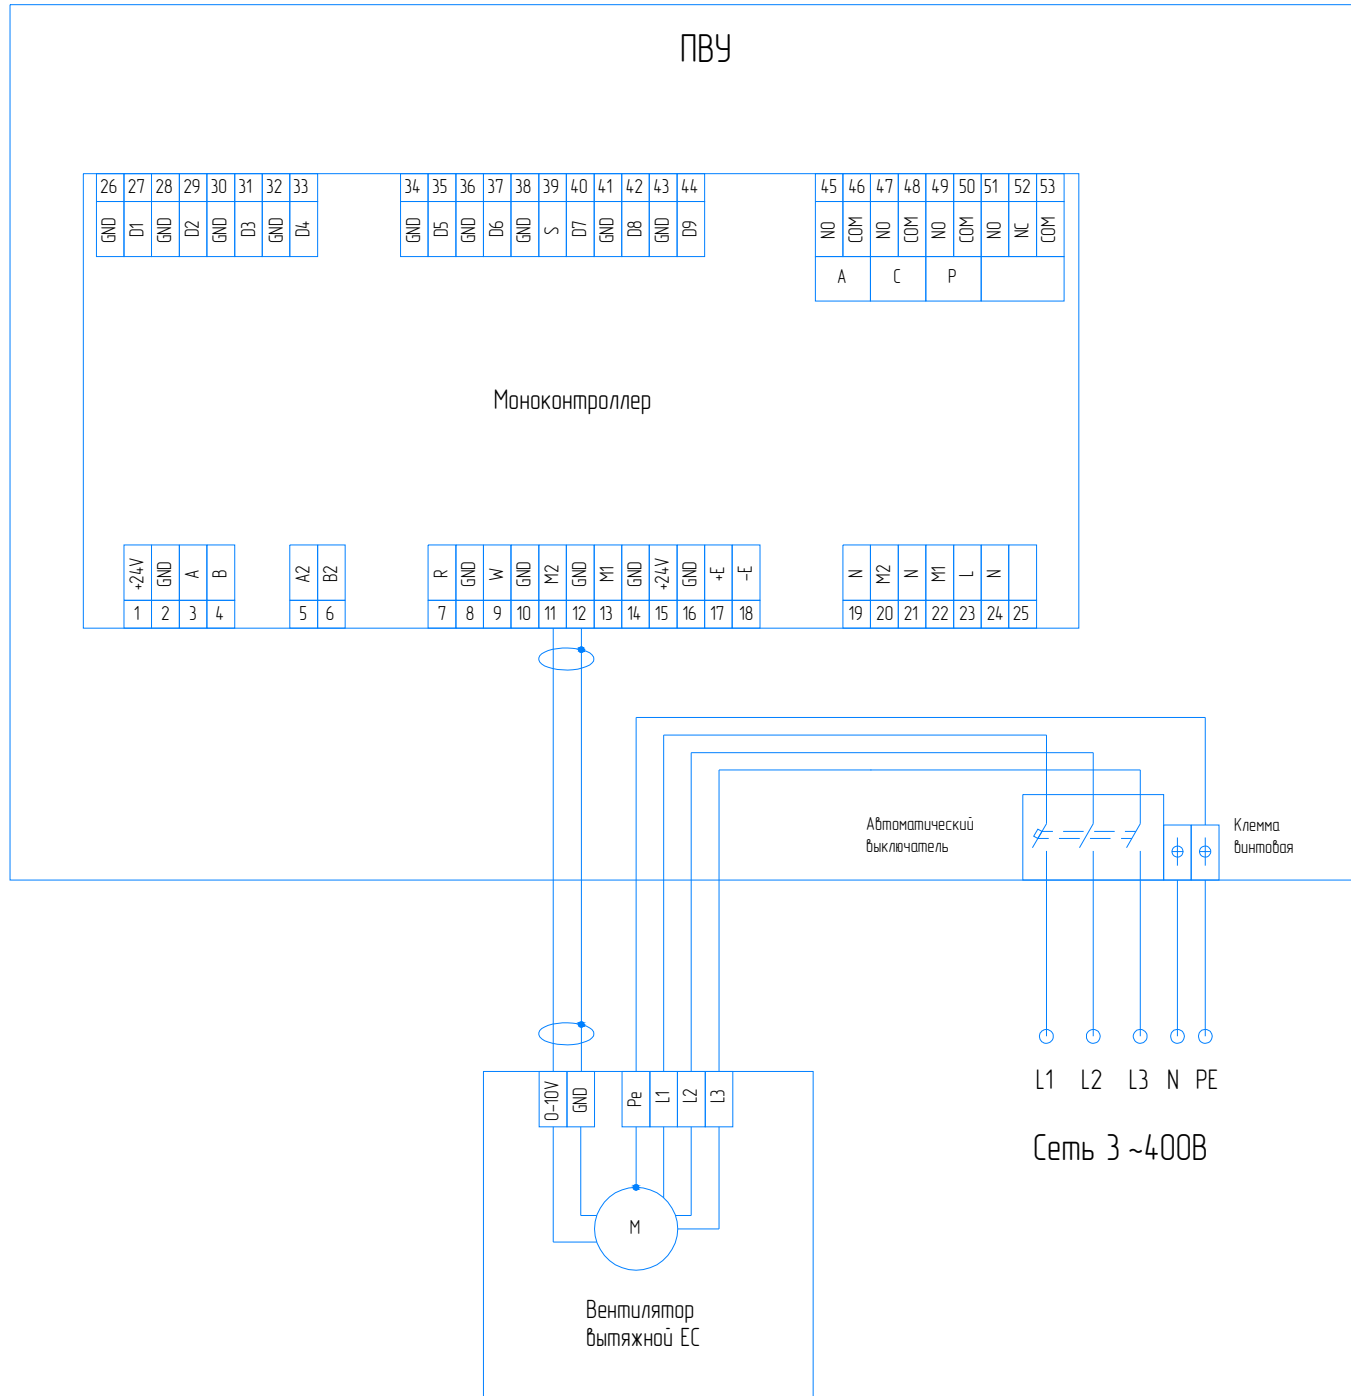 ПВУ
26 27 28 29 30 31 32 33
GND D1 GND D2 GND D3 GND D4
34 35 36 37 38 39 40 41 42 43 44
GND D5 GND D6 GND S D7 GND D8 GND D9
45 46 47 48 49 50 51 52 53
NO COM NO COM NO COM NO NC COM
A C P
Моноконтроллер
+24V GND A B
1 2 3 4
A2 B2
5 6
R GND W GND M2 GND M1 GND +24V GND +E -E
7 8 9 10 11 12 13 14 15 16 17 18
N M2 N M1 L N
19 20 21 22 23 24 25
Автоматический
выключатель
Клемма
винтовая
0-10V GND Pe L1 L2 L3
L1 L2 L3 N PE
Сеть 3 ~400В
M
Вентилятор
вытяжной ЕС